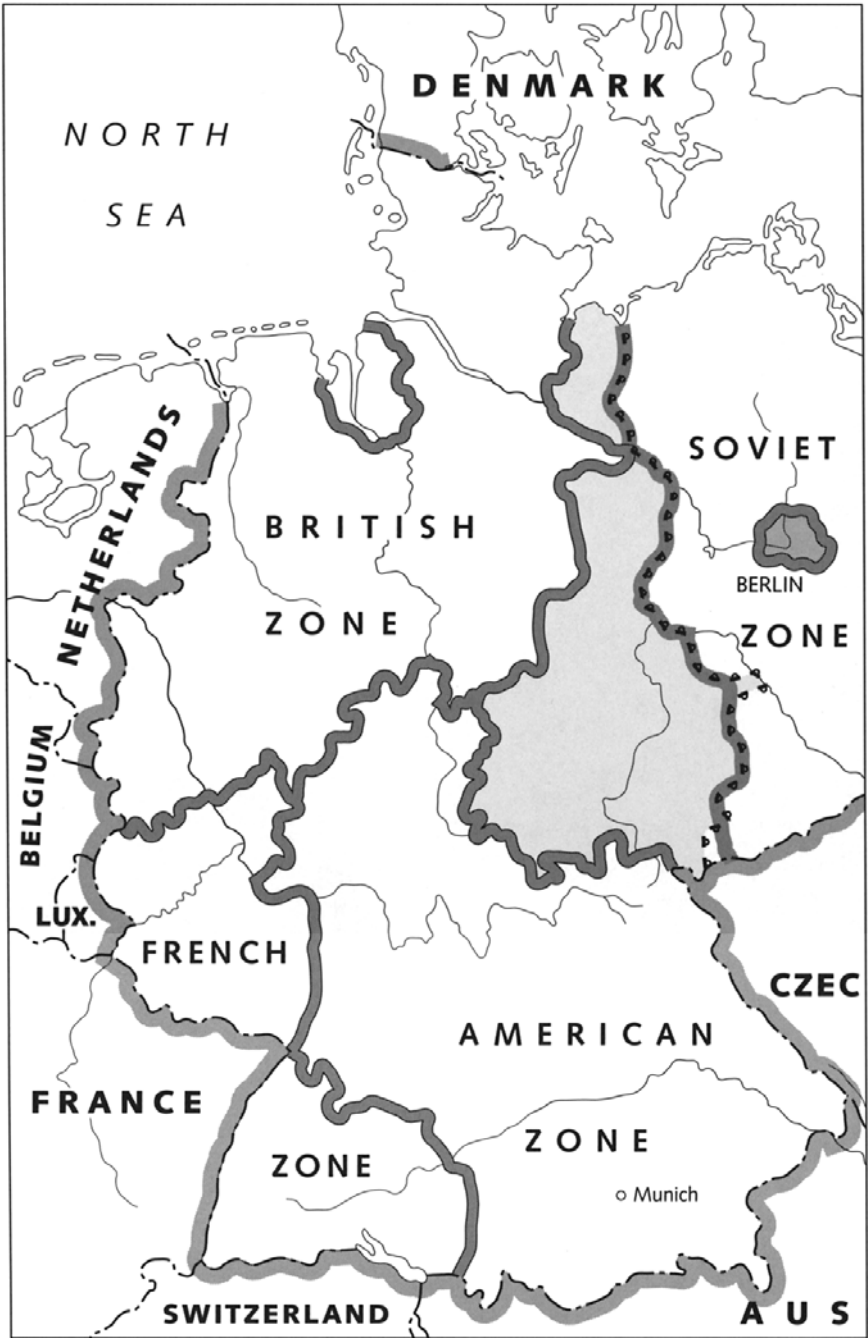 DENMARK
NORTH
SEA
NETHERLANDS
SOVIET
BRITISH
BERLIN
ZONE
ZONE
BELGIUM
LUX.
FRENCH
CZEC
AMERICAN
FRANCE
ZONE
ZONE
Munich
SWITZERLAND
AUS